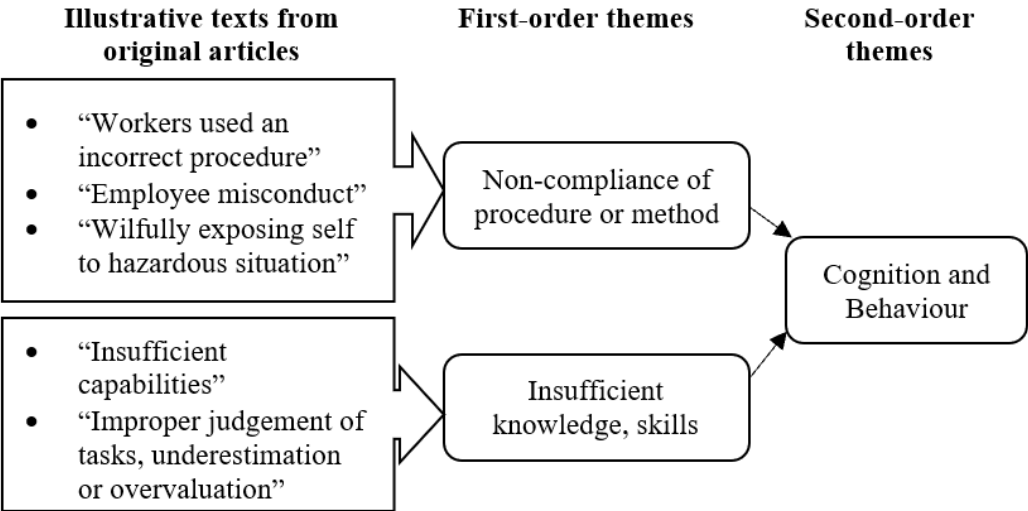 Illustrative texts from
original articles
First-order themes
Second-order
themes
• “Workers used an
incorrect procedure”
• “Employee misconduct”
• “Wilfully exposing self
to hazardous situation”
Non-compliance of
procedure or method
• “Insufficient
capabilities”
• “Improper judgement of
tasks, underestimation
or overvaluation”
Insufficient
knowledge, skills
Cognition and
Behaviour